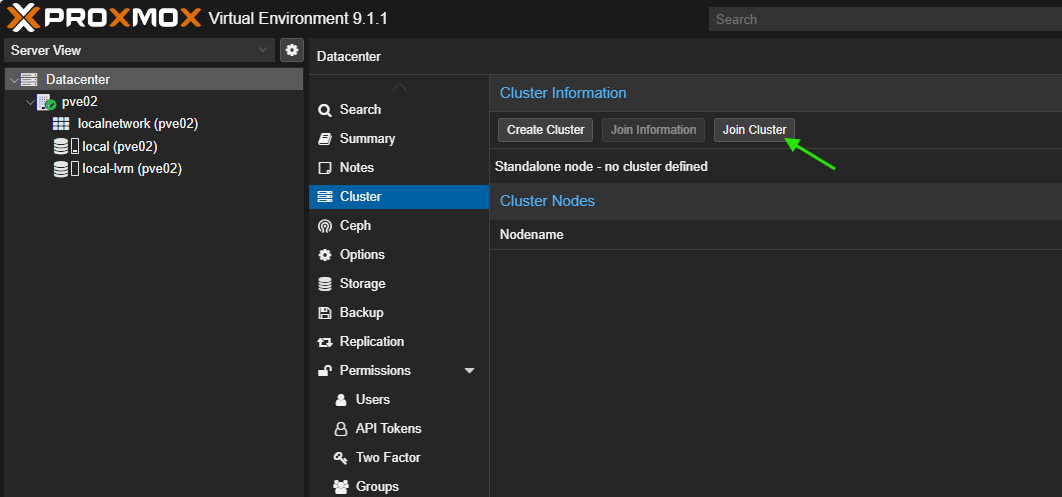 PROXMOX Virtual Environment 9.1.1
Search
Server View
Datacenter
pve02
localnetwork (pve02)
local (pve02)
local-lvm (pve02)
Datacenter
Search
Summary
Notes
Cluster
Ceph
Options
Storage
Backup
Replication
Permissions
Users
API Tokens
Two Factor
Groups
Cluster Information
Create Cluster Join Information Join Cluster
Standalone node - no cluster defined
Cluster Nodes
Nodename